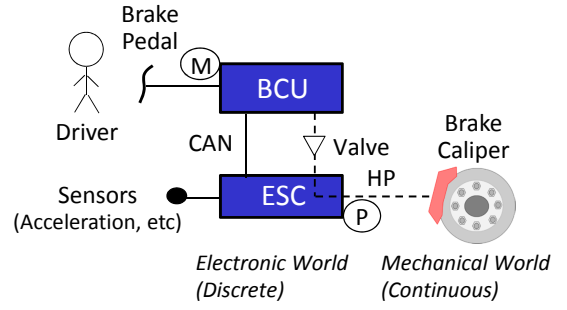 Brake
Pedal
M
BCU
Driver
CAN
Valve
Brake
Caliper
HP
Sensors
(Acceleration, etc)
ESC
P
Electronic World
(Discrete)
Mechanical World
(Continuous)